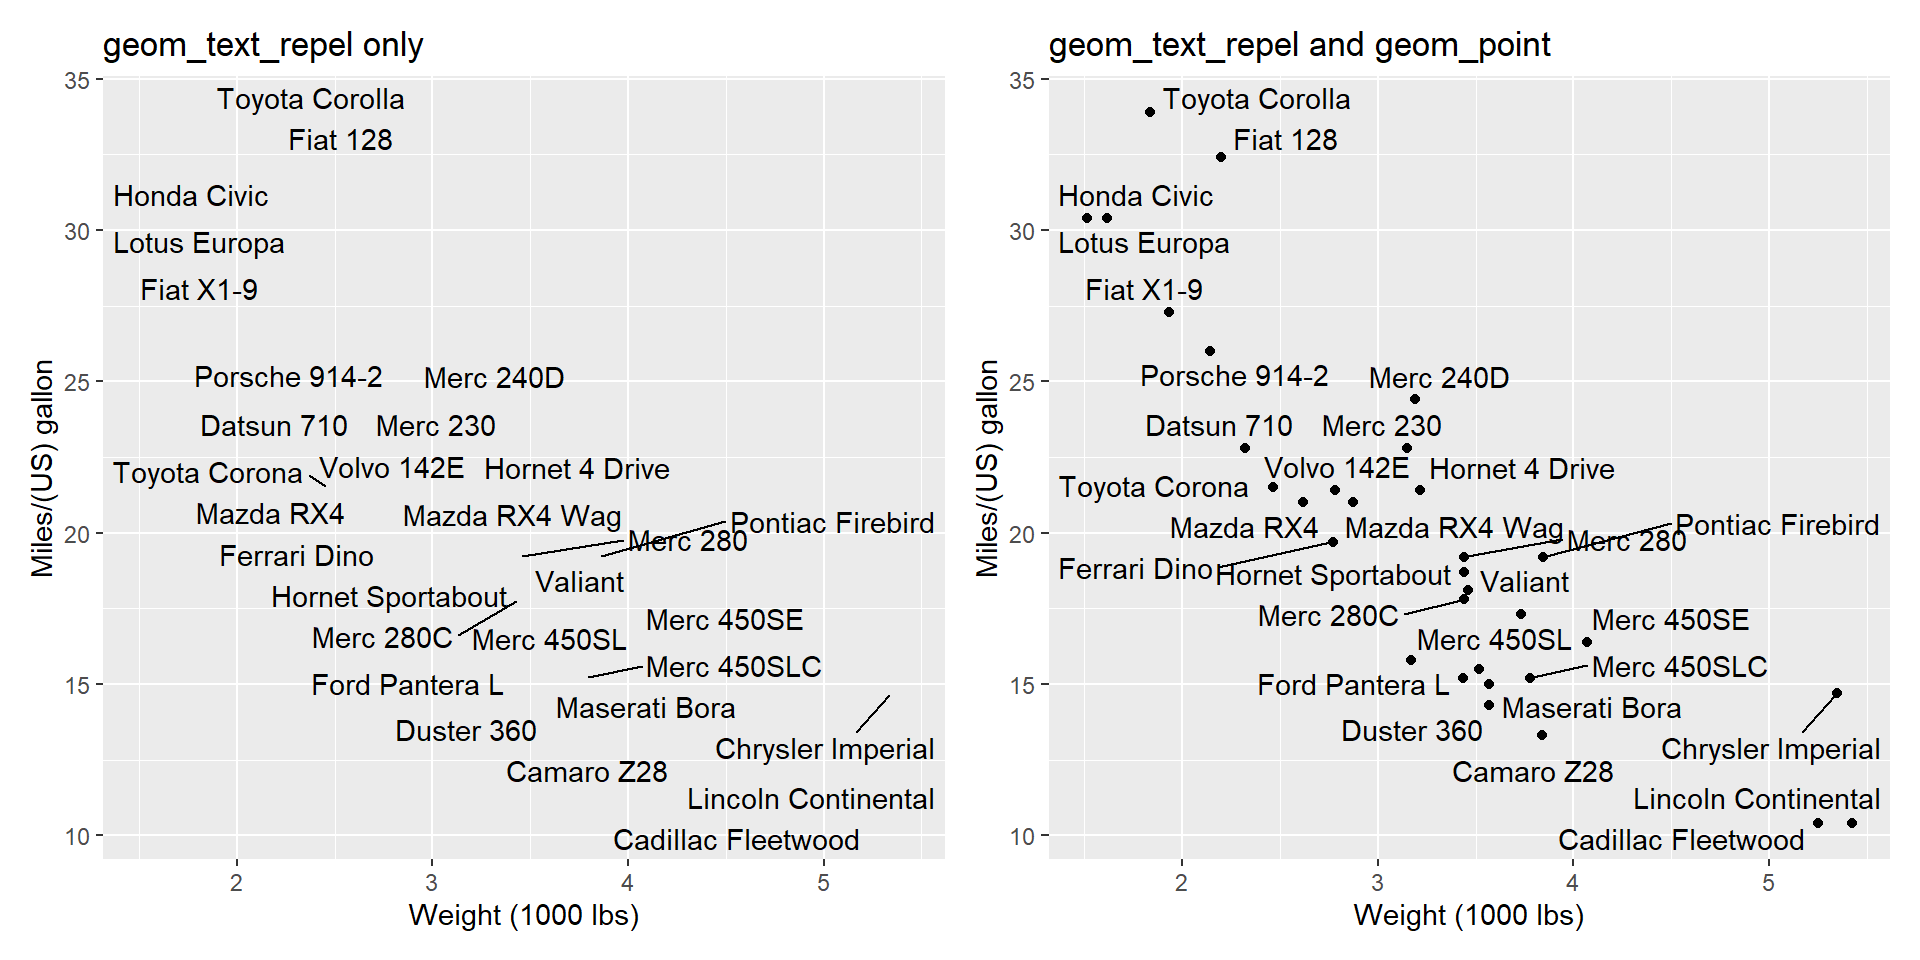 geom_text_repel only
Miles/(US) gallon
35
30
25
20
15
10
Toyota Corolla
Fiat 128
Honda Civic
Lotus Europa
Fiat X1-9
Porsche 914-2
Merc 240D
Datsun 710
Merc 230
Toyota Corona
Volvo 142E
Hornet 4 Drive
Mazda RX4
Mazda RX4 Wag
Pontiac Firebird
Merc 280
Ferrari Dino
Valiant
Hornet Sportabout
Merc 450SE
Merc 280C
Merc 450SL
Merc 450SLC
Ford Pantera L
Maserati Bora
Duster 360
Chrysler Imperial
Camaro Z28
Lincoln Continental
Cadillac Fleetwood
2
3
4
5
Weight (1000 lbs)
geom_text_repel and geom_point
Miles/(US) gallon
35
30
25
20
15
10
Toyota Corolla
Fiat 128
Honda Civic
Lotus Europa
Fiat X1-9
Porsche 914-2
Merc 240D
Datsun 710
Merc 230
Volvo 142E
Hornet 4 Drive
Toyota Corona
Mazda RX4
Mazda RX4 Wag
Pontiac Firebird
Merc 280
Ferrari Dino
Hornet Sportabout
Valiant
Merc 280C
Merc 450SE
Merc 450SL
Merc 450SLC
Ford Pantera L
Maserati Bora
Duster 360
Chrysler Imperial
Camaro Z28
Lincoln Continental
Cadillac Fleetwood
2
3
4
5
Weight (1000 lbs)